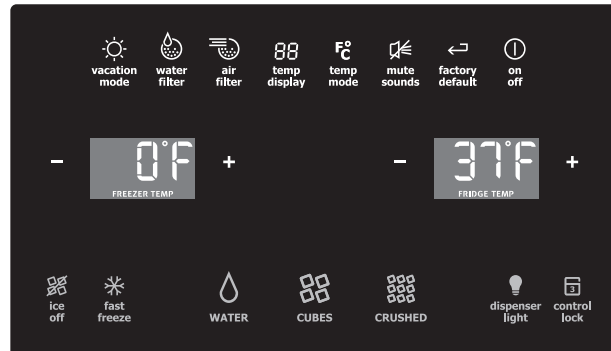 88 F°C
vacation water air temp temp mute factory on
mode filter filter display mode sounds default off
- 0°F + - 37°F +
FREEZER TEMP FRIDGE TEMP
3
ice fast WATER CUBES CRUSHED dispenser control
off freeze light lock